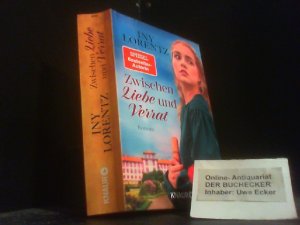 INY
LORENTZ
Zwischen Liebe
und Verrat
KNAUR
INY
LORENTZ
SPIEGEL
Bestseller-
Autorin
Zwischen
Liebe und
Verrat
Roman
KNAUR
Online- Antiquariat
DER BUCHECKER
Inhaber: Uwe Ecker